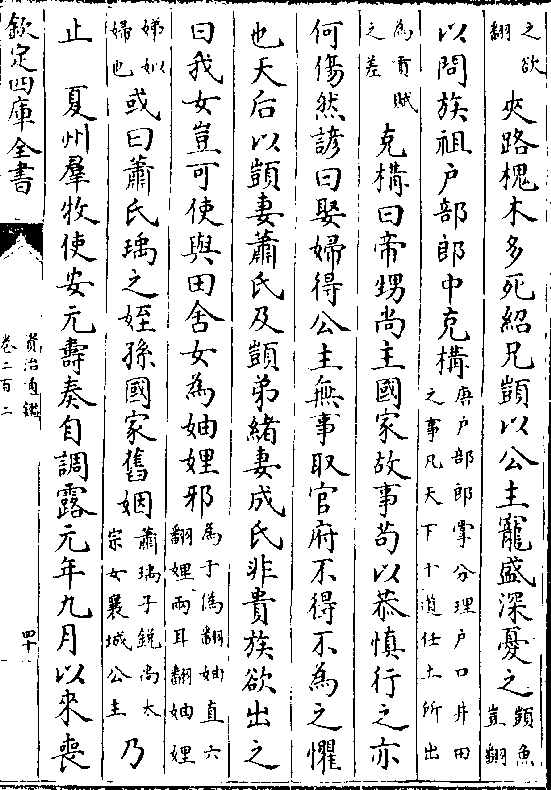 之欲翻 夾路槐木多死紹兄顗以公主寵盛深憂之顗魚豈翻
以問族祖戶部郎中克構唐戶部郎掌分理戶口井田之事凡天下十道任土所出
為貢賦之差 克構曰帝甥尚主國家故事茍以恭慎行之亦
何傷然諺曰娶婦得公主無事取官府不得不為之懼
也天后以顗妻蕭氏及顗弟緒妻成氏非貴族欲出之
曰我女豈可使與田舍女為妯娌邪為于偽翻妯直六翻娌兩耳翻妯娌
娣姒婦也 或曰蕭氏瑀之姪孫國家舊姻蕭瑀子銳尚太宗女襄城公主 乃
止 夏州羣牧使安元壽奏自調露元年九月以來喪
欽定四庫全書
資治通鑑
卷二百二
四十